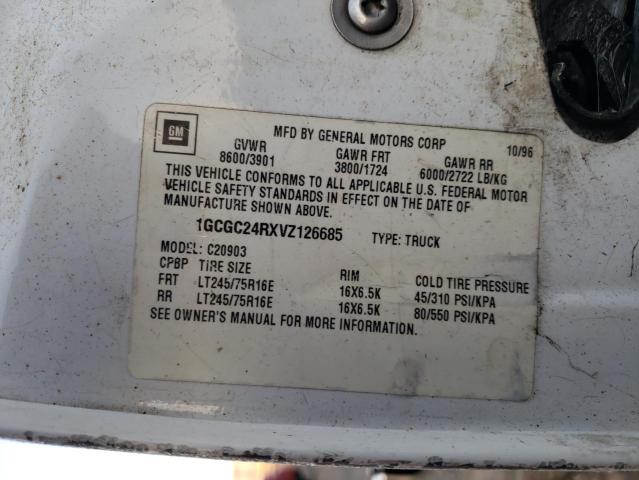 GM
MFD BY GENERAL MOTORS CORP 10/96
GVWR GAWR FRT GAWR RR
8600/3901 3800/1724 6000/2722 LB/KG
THIS VEHICLE CONFORMS TO ALL APPLICABLE U.S. FEDERAL MOTOR
VEHICLE SAFETY STANDARDS IN EFFECT ON THE DATE OF
MANUFACTURE SHOWN ABOVE.
1GCGC24RXVZ126685 TYPE: TRUCK
MODEL: C20903
CPBP TIRE SIZE RIM COLD TIRE PRESSURE
FRT LT245/75R16E 16X6.5K 45/310 PSI/KPA
RR LT245/75R16E 16X6.5K 80/550 PSI/KPA
SEE OWNER'S MANUAL FOR MORE INFORMATION.